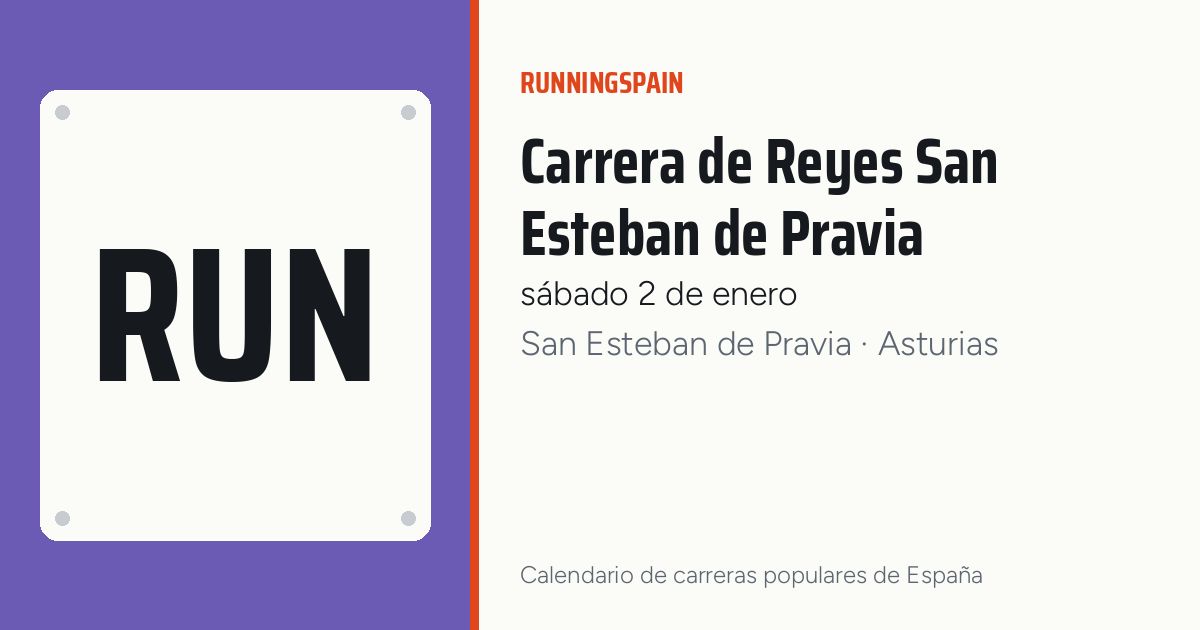 RUN
RUNNINGSPAIN
Carrera de Reyes San
Esteban de Pravia
sábado 2 de enero
San Esteban de Pravia · Asturias
Calendario de carreras populares de España